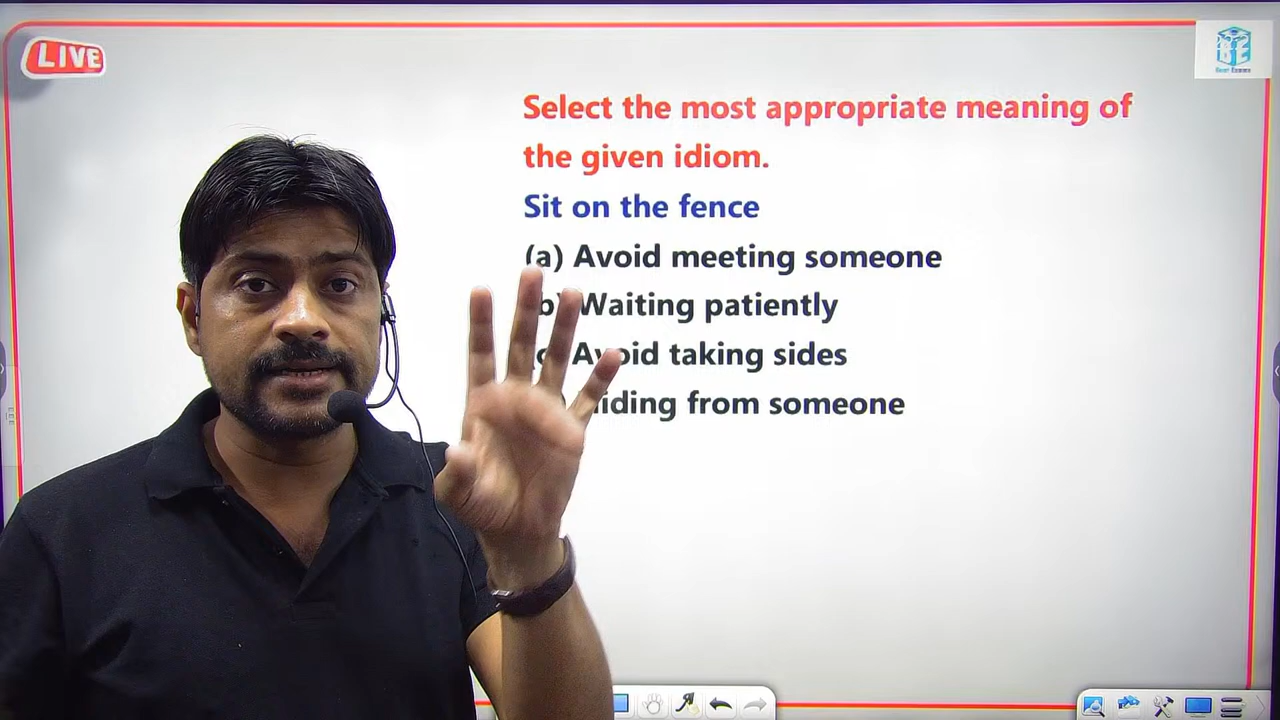 LIVE
Select the most appropriate meaning of
the given idiom.
Sit on the fence
(a) Avoid meeting someone
b) Waiting patiently
Avoid taking sides
from someone